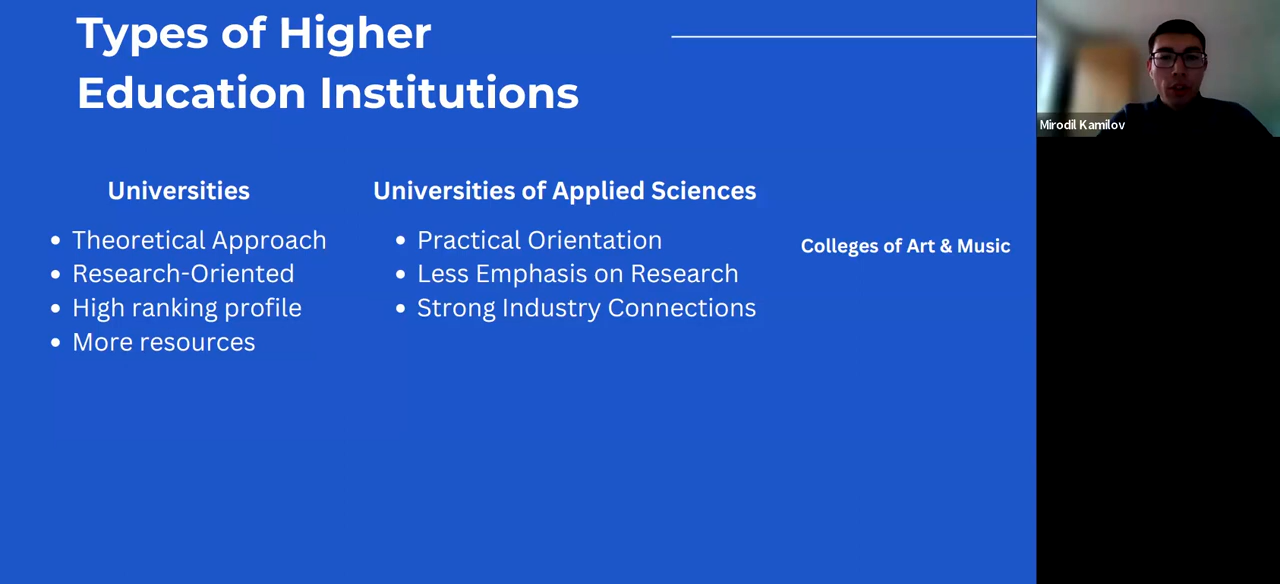 Types of Higher
Education Institutions
Universities
Theoretical Approach
Research-Oriented
High ranking profile
More resources
Universities of Applied Sciences
Practical Orientation
Less Emphasis on Research
Strong Industry Connections
Colleges of Art & Music
Mirodil Kamilov